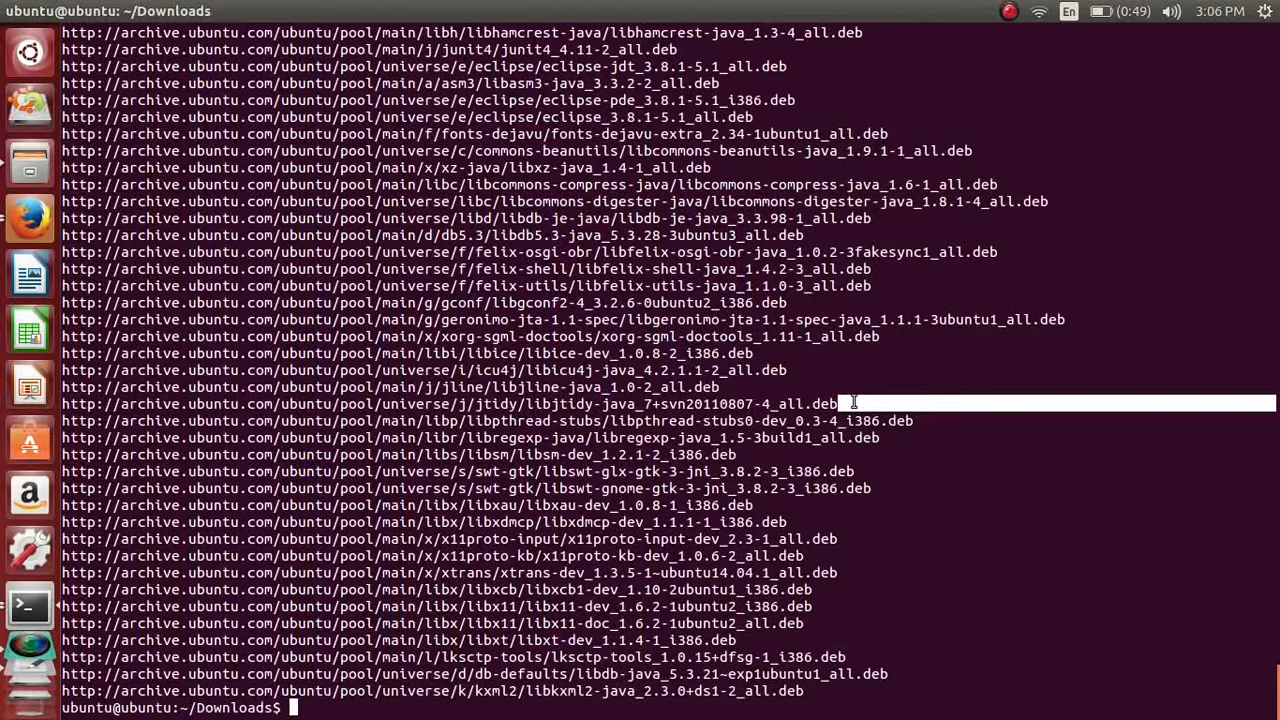 ubuntu@ubuntu: ~/Downloads
En
(0:49)
3:06 PM
http://archive.ubuntu.com/ubuntu/pool/main/libh/libhamcrest-java/libhamcrest-java_1.3-4_all.deb
http://archive.ubuntu.com/ubuntu/pool/main/j/junit4/junit4_4.11-2_all.deb
http://archive.ubuntu.com/ubuntu/pool/universe/e/eclipse/eclipse-jdt_3.8.1-5.1_all.deb
http://archive.ubuntu.com/ubuntu/pool/main/a/asm3/libasm3-java_3.3.2-2_all.deb
http://archive.ubuntu.com/ubuntu/pool/universe/e/eclipse/eclipse-pde_3.8.1-5.1_i386.deb
http://archive.ubuntu.com/ubuntu/pool/universe/e/eclipse/eclipse_3.8.1-5.1_all.deb
http://archive.ubuntu.com/ubuntu/pool/main/f/fonts-dejavu/fonts-dejavu-extra_2.34-1ubuntu1_all.deb
http://archive.ubuntu.com/ubuntu/pool/universe/c/commons-beanutils/libcommons-beanutils-java_1.9.1-1_all.deb
http://archive.ubuntu.com/ubuntu/pool/main/x/xz-java/libxz-java_1.4-1_all.deb
http://archive.ubuntu.com/ubuntu/pool/main/libc/libcommons-compress-java/libcommons-compress-java_1.6-1_all.deb
http://archive.ubuntu.com/ubuntu/pool/universe/libc/libcommons-digester-java/libcommons-digester-java_1.8.1-4_all.deb
http://archive.ubuntu.com/ubuntu/pool/universe/libd/libdb-je-java/libdb-je-java_3.3.98-1_all.deb
http://archive.ubuntu.com/ubuntu/pool/main/d/db5.3/libdb5.3-java_5.3.28-3ubuntu3_all.deb
http://archive.ubuntu.com/ubuntu/pool/universe/f/felix-osgi-obr/libfelix-osgi-obr-java_1.0.2-3fakesync1_all.deb
http://archive.ubuntu.com/ubuntu/pool/universe/f/felix-shell/libfelix-shell-java_1.4.2-3_all.deb
http://archive.ubuntu.com/ubuntu/pool/universe/f/felix-utils/libfelix-utils-java_1.1.0-3_all.deb
http://archive.ubuntu.com/ubuntu/pool/main/g/gconf/libgconf2-4_3.2.6-0ubuntu2_i386.deb
http://archive.ubuntu.com/ubuntu/pool/main/g/geronimo-jta-1.1-spec/libgeronimo-jta-1.1-spec-java_1.1.1-3ubuntu1_all.deb
http://archive.ubuntu.com/ubuntu/pool/main/x/xorg-sgml-doctools/xorg-sgml-doctools_1.11-1_all.deb
http://archive.ubuntu.com/ubuntu/pool/main/libi/libice/libice-dev_1.0.8-2_i386.deb
http://archive.ubuntu.com/ubuntu/pool/universe/i/icu4j/libicu4j-java_4.2.1.1-2_all.deb
http://archive.ubuntu.com/ubuntu/pool/main/j/jline/libjline-java_1.0-2_all.deb
http://archive.ubuntu.com/ubuntu/pool/universe/j/jtidy/libjtidy-java_7+svn20110807-4_all.deb
http://archive.ubuntu.com/ubuntu/pool/main/libp/libpthread-stubs/libpthread-stubs0-dev_0.3-4_i386.deb
http://archive.ubuntu.com/ubuntu/pool/main/libr/libregexp-java/libregexp-java_1.5-3build1_all.deb
http://archive.ubuntu.com/ubuntu/pool/main/libs/libsm/libsm-dev_1.2.1-2_i386.deb
http://archive.ubuntu.com/ubuntu/pool/universe/s/swt-gtk/libswt-glx-gtk-3-jni_3.8.2-3_i386.deb
http://archive.ubuntu.com/ubuntu/pool/universe/s/swt-gtk/libswt-gnome-gtk-3-jni_3.8.2-3_i386.deb
http://archive.ubuntu.com/ubuntu/pool/main/libx/libxau/libxau-dev_1.0.8-1_i386.deb
http://archive.ubuntu.com/ubuntu/pool/main/libx/libxdmcp/libxdmcp-dev_1.1.1-1_i386.deb
http://archive.ubuntu.com/ubuntu/pool/main/x/x11proto-input/x11proto-input-dev_2.3-1_all.deb
http://archive.ubuntu.com/ubuntu/pool/main/x/x11proto-kb/x11proto-kb-dev_1.0.6-2_all.deb
http://archive.ubuntu.com/ubuntu/pool/main/x/xtrans/xtrans-dev_1.3.5-1~ubuntu14.04.1_all.deb
http://archive.ubuntu.com/ubuntu/pool/main/libx/libxcb/libxcb1-dev_1.10-2ubuntu1_i386.deb
http://archive.ubuntu.com/ubuntu/pool/main/libx/libx11/libx11-dev_1.6.2-1ubuntu2_i386.deb
http://archive.ubuntu.com/ubuntu/pool/main/libx/libx11/libx11-doc_1.6.2-1ubuntu2_all.deb
http://archive.ubuntu.com/ubuntu/pool/main/libx/libxt/libxt-dev_1.1.4-1_i386.deb
http://archive.ubuntu.com/ubuntu/pool/main/l/lksctp-tools/lksctp-tools_1.0.15+dfsg-1_i386.deb
http://archive.ubuntu.com/ubuntu/pool/universe/d/db-defaults/libdb-java_5.3.21~exp1ubuntu1_all.deb
http://archive.ubuntu.com/ubuntu/pool/universe/k/kxml2/libkxml2-java_2.3.0+ds1-2_all.deb
ubuntu@ubuntu:~/Downloads$